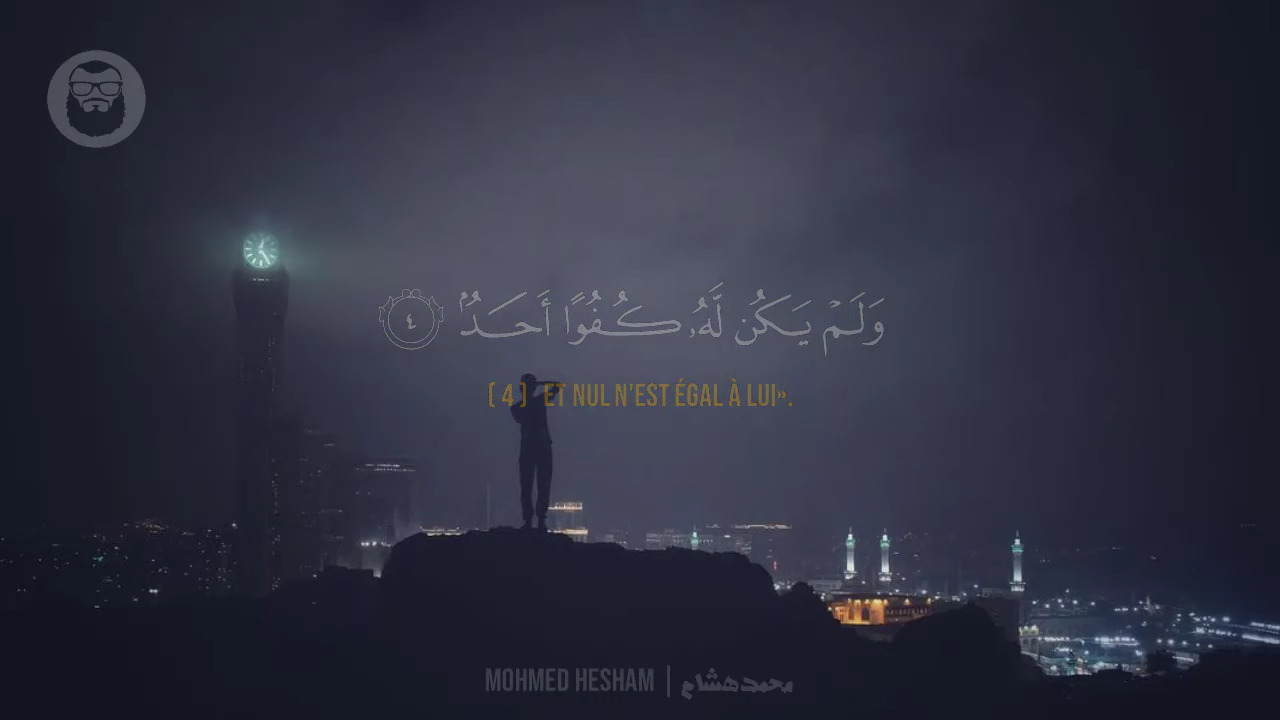 وَلَمْ يَكُن لَّهُۥ كُفُوًا أَحَدٌۢ ٤
[ 4 ] ET NUL N'EST ÉGAL À LUI».
MOHMED HESHAM | محمد هشام